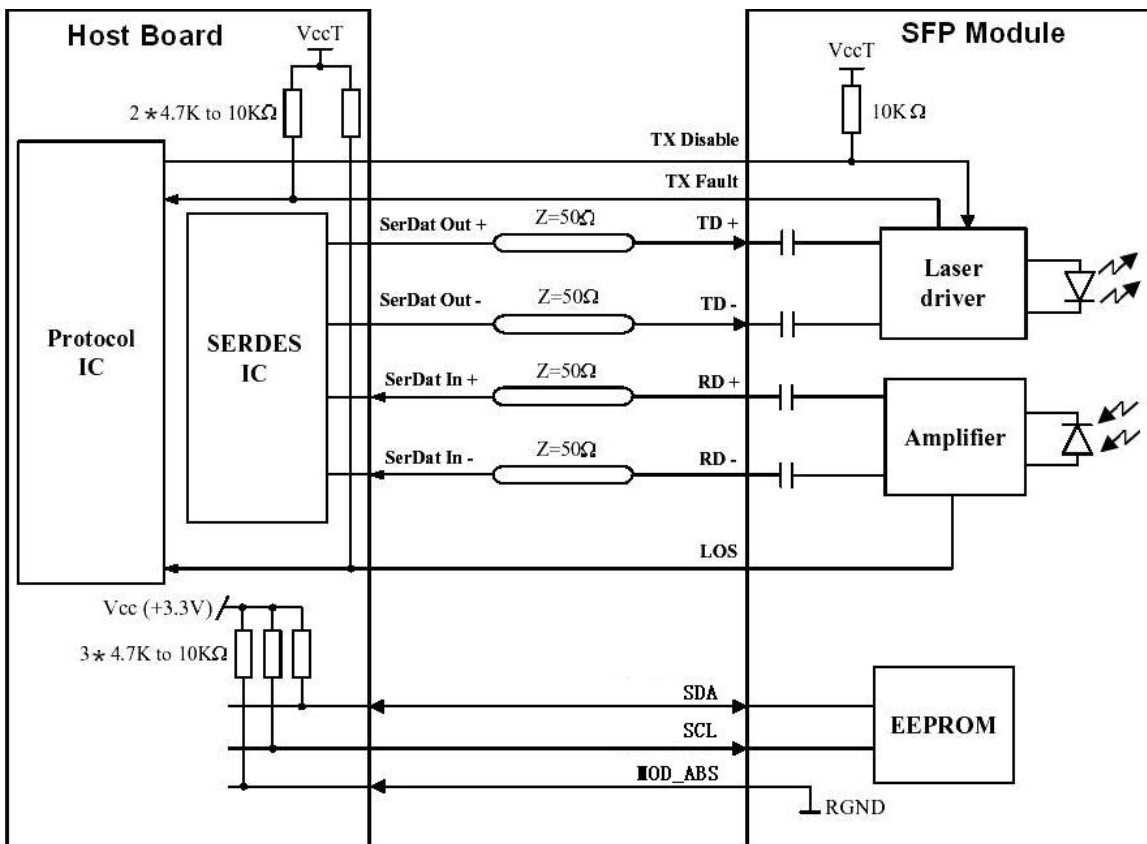 Host Board
SFP Module
VccT
VccT
2*4.7K to 10KΩ
10KΩ
TX Disable
TX Fault
SerDat Out +
Z=50Ω
TD +
SerDat Out -
Z=50Ω
TD -
Laser
driver
Protocol
IC
SERDES
IC
SerDat In +
Z=50Ω
RD +
SerDat In -
Z=50Ω
RD -
Amplifier
LOS
Vcc (+3.3V)
3*4.7K to 10KΩ
SDA
SCL
MOD_ABS
EEPROM
RGND